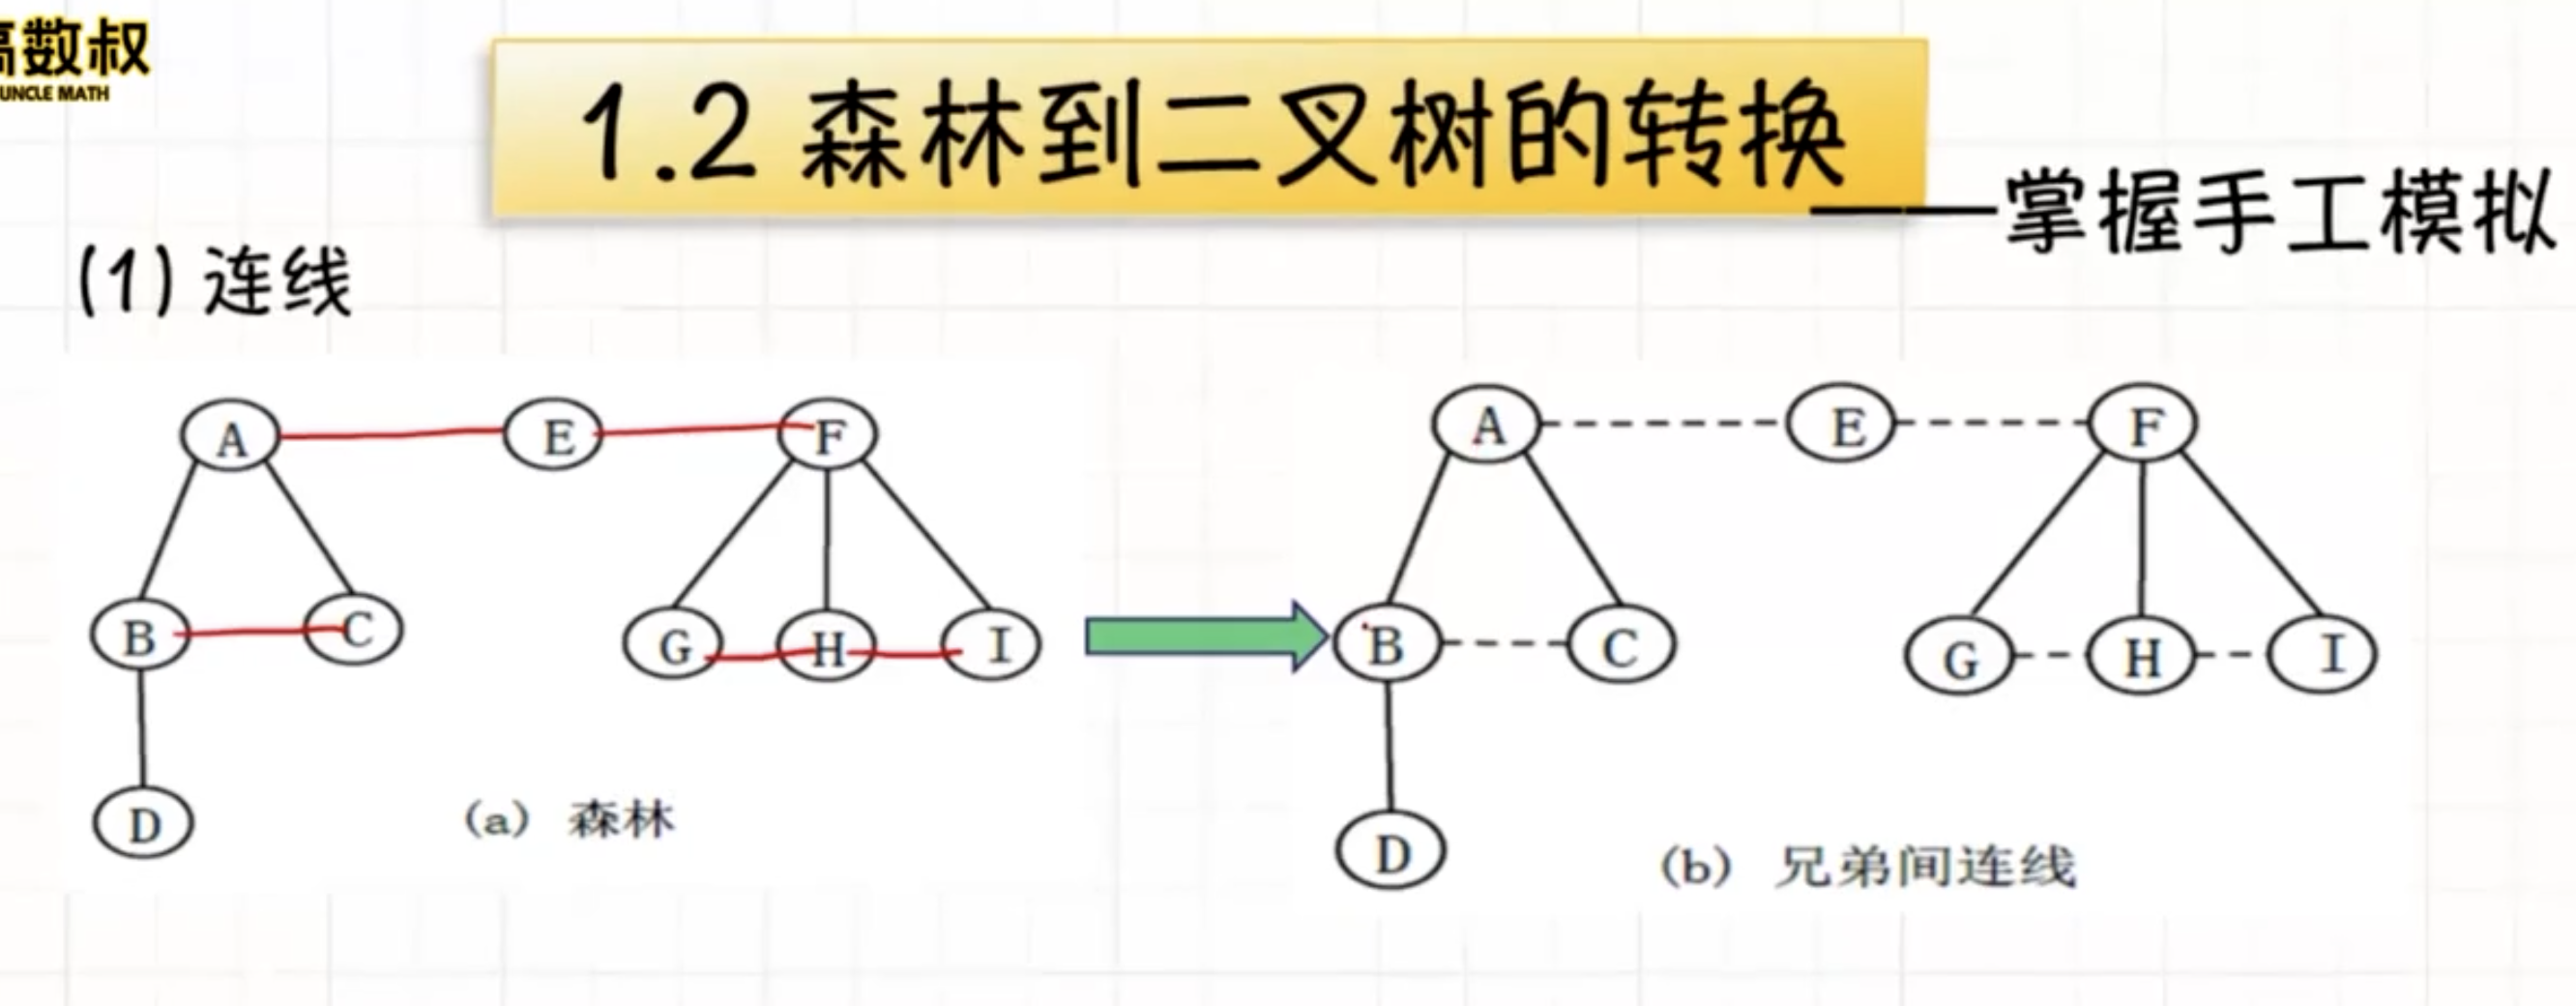 高数叔
UNCLE MATH
1.2 森林到二叉树的转换
——掌握手工模拟
(1) 连线
A E F
B C G H I
D
(a) 森林
A E F
B C G H I
D
(b) 兄弟间连线